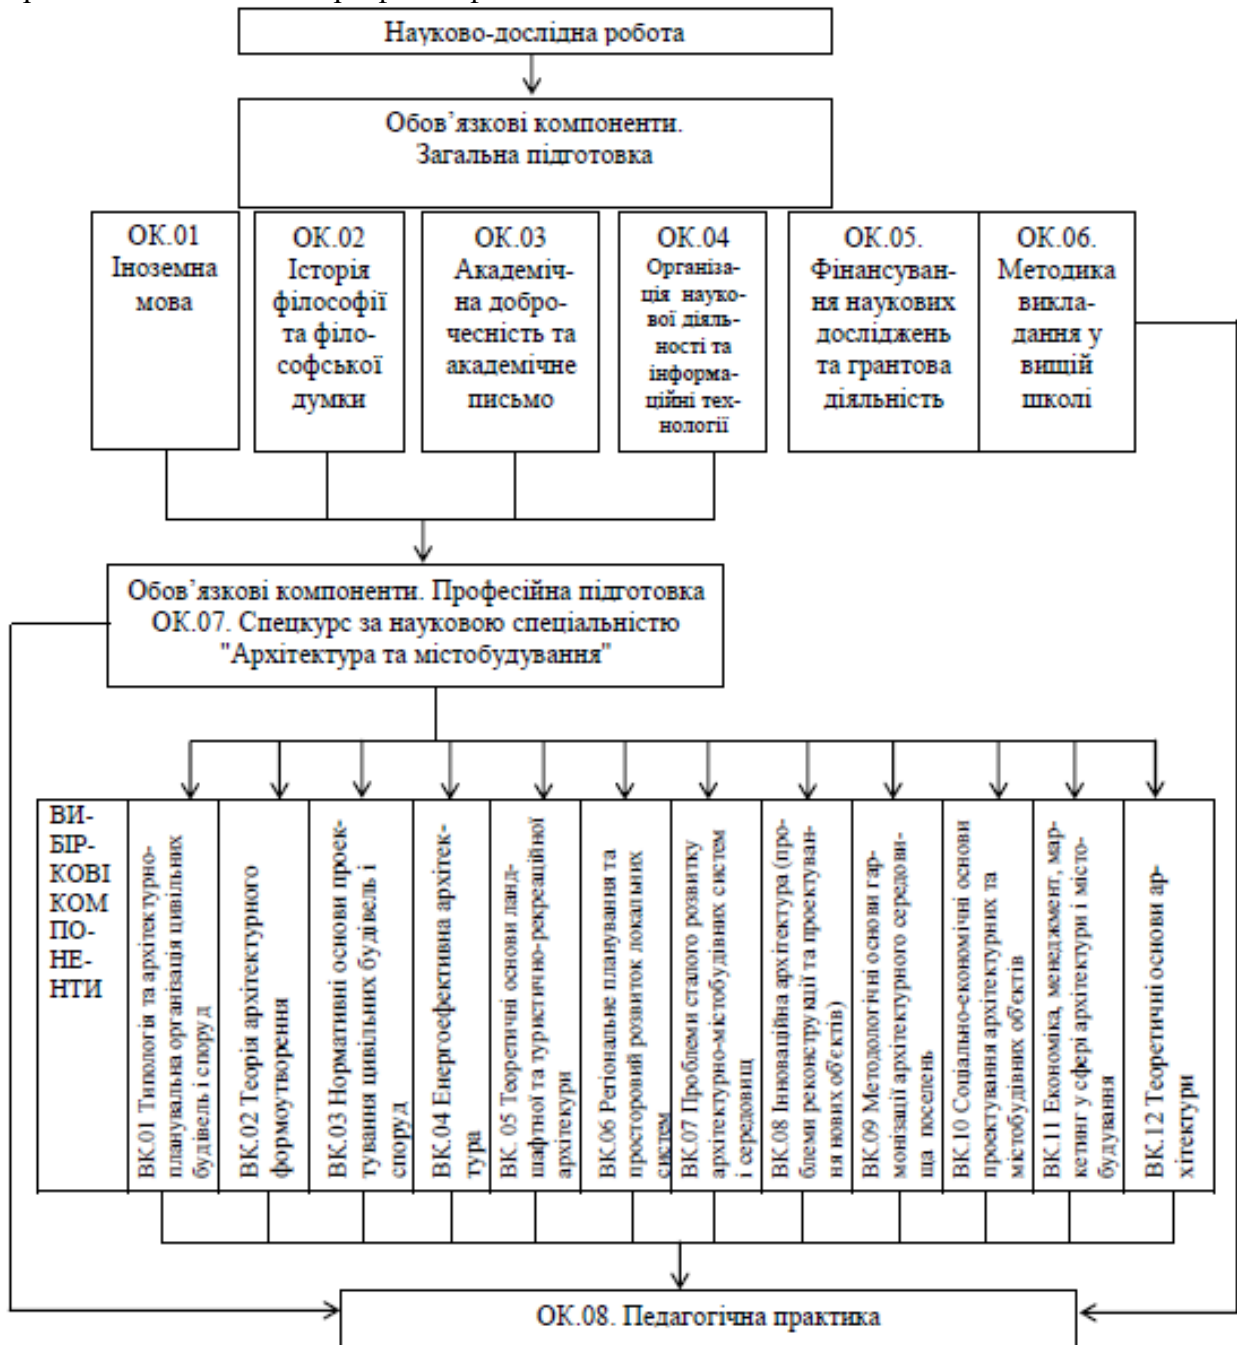 Науково-дослідна робота
Обов’язкові компоненти.
Загальна підготовка
ОК.01
Іноземна
мова
ОК.02
Історія
філософії
та філо-
софської
думки
ОК.03
Академіч-
на добро-
чесність та
академічне
письмо
ОК.04
Організа-
ція науко-
вої діяль-
ності та
інформа-
ційні тех-
нології
ОК.05.
Фінансуван-
ня наукових
досліджень
та грантова
діяльність
ОК.06.
Методика
викла-
дання у
вищій
школі
Обов’язкові компоненти. Професійна підготовка
ОК.07. Спецкурс за науковою спеціальністю
"Архітектура та містобудування"
ВИ-
БІР-
КОВІ
КОМ
ПО-
НЕ-
НТИ
ВК.01 Типологія та архітектурно-
планувальна організація цивільних
будівель і споруд
ВК.02 Теорія архітектурного
формоутворення
ВК.03 Нормативні основи проек-
тування цивільних будівель і
споруд
ВК.04 Енергоефективна архітек-
тура
ВК. 05 Теоретичні основи ланд-
шафтної та туристично-рекреаційної
архітекури
ВК.06 Регіональне планування та
просторовий розвиток локальних
систем
ВК.07 Проблеми сталого розвитку
архітектурно-містобудівних систем
і середовищ
ВК.08 Інноваційна архітектура (про-
блеми реконструкції та проектуван-
ня нових об'єктів)
ВК.09 Методологічні основи гар-
монізації архітектурного середови-
ща поселень
ВК.10 Соціально-економічні основи
проектування архітектурних та
містобудівних об'єктів
ВК.11 Економіка, менеджмент, мар-
кетинг у сфері архітектури і місто-
будування
ВК.12 Теоретичні основи ар-
хітектури
ОК.08. Педагогічна практика